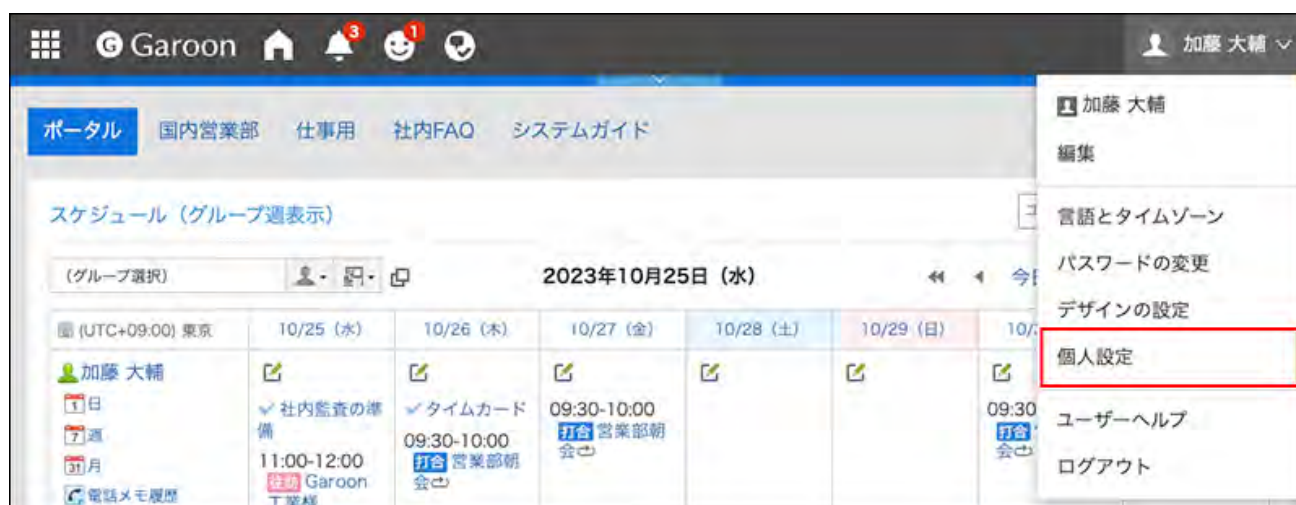 G Garoon 3 1 加藤 大輔
ポータル 国内営業部 仕事用 社内FAQ システムガイド
加藤 大輔
編集
言語とタイムゾーン
パスワードの変更
デザインの設定
個人設定
ユーザーヘルプ
ログアウト
スケジュール（グループ週表示）
(グループ選択) 2023年10月25日（水）
(UTC+09:00) 東京 10/25（水） 10/26（木） 10/27（金） 10/28（土） 10/29（日）
加藤 大輔
1 日
7 週
31 月
電話メモ履歴
社内監査の準
備
11:00-12:00
往訪 Garoon
工業様
タイムカード
09:30-10:00
打合 営業部朝
会
09:30-10:00
打合 営業部朝
会
09:30
打合
会